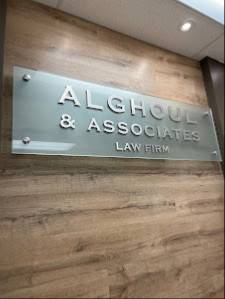 ALGHOUL
& ASSOCIATES
LAW FIRM